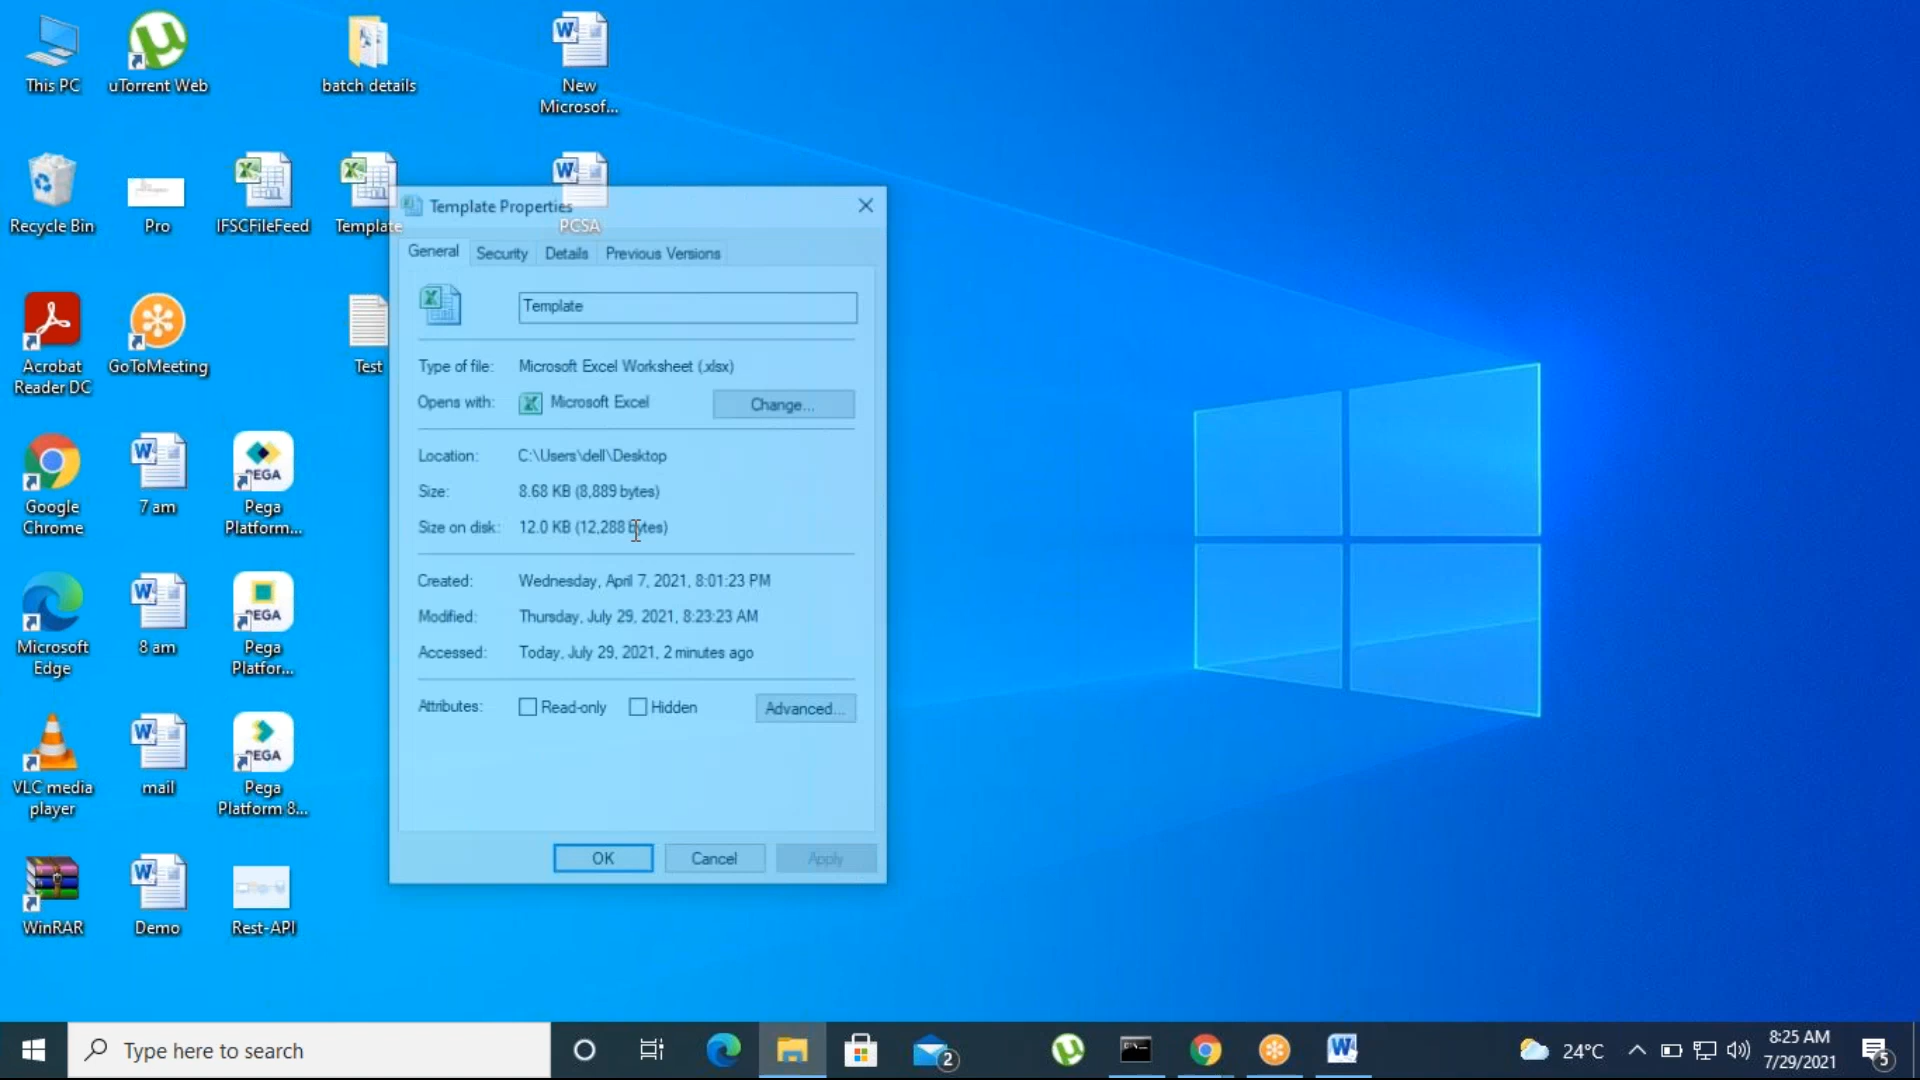 This PC
uTorrent Web
batch details
New
Microsof...
Recycle Bin
Pro
IFSCFileFeed
Template
PCSA
Acrobat
Reader DC
GoToMeeting
Test
Google
Chrome
7 am
PEGA
Pega
Platform...
Microsoft
Edge
8 am
PEGA
Pega
Platfor...
VLC media
player
mail
PEGA
Pega
Platform 8...
WinRAR
Demo
Rest-API
Template Properties
General Security Details Previous Versions
Template
Type of file: Microsoft Excel Worksheet (.xlsx)
Opens with: Microsoft Excel Change...
Location: C:\Users\dell\Desktop
Size: 8.68 KB (8,889 bytes)
Size on disk: 12.0 KB (12,288 bytes)
Created: Wednesday, April 7, 2021, 8:01:23 PM
Modified: Thursday, July 29, 2021, 8:23:23 AM
Accessed: Today, July 29, 2021, 2 minutes ago
Attributes: Read-only Hidden Advanced...
OK Cancel Apply
Type here to search
2
24°C
8:25 AM
7/29/2021
5